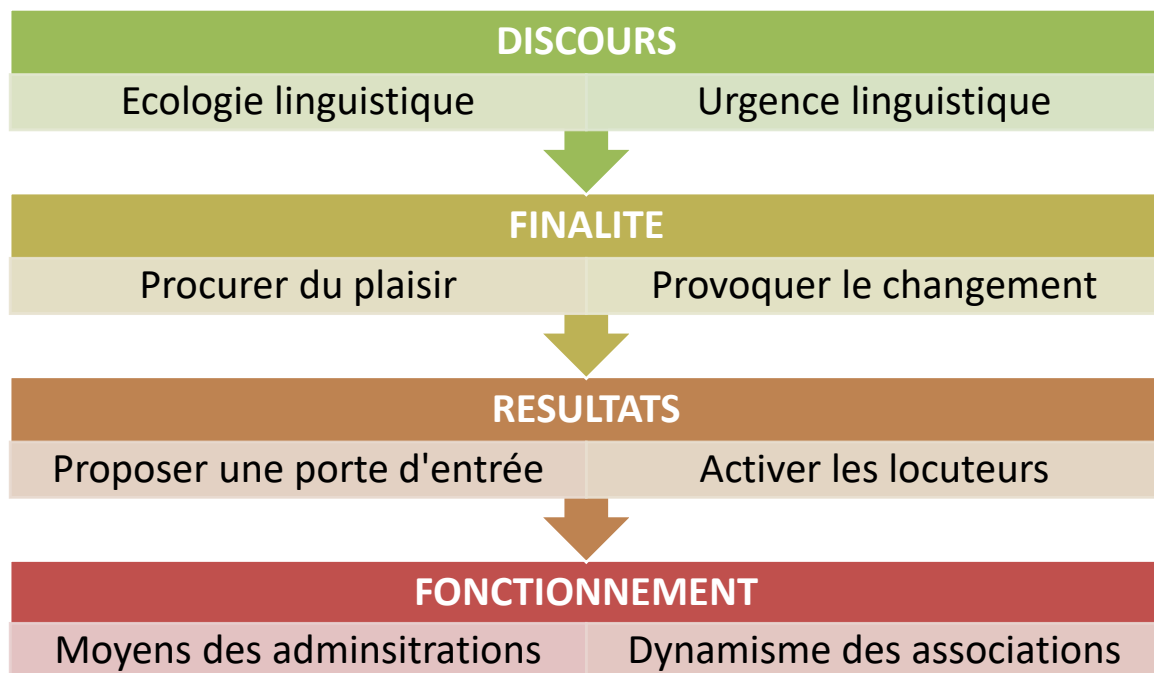 DISCOURS
Ecologie linguistique Urgence linguistique
FINALITE
Procurer du plaisir Provoquer le changement
RESULTATS
Proposer une porte d'entrée Activer les locuteurs
FONCTIONNEMENT
Moyens des adminsitrations Dynamisme des associations